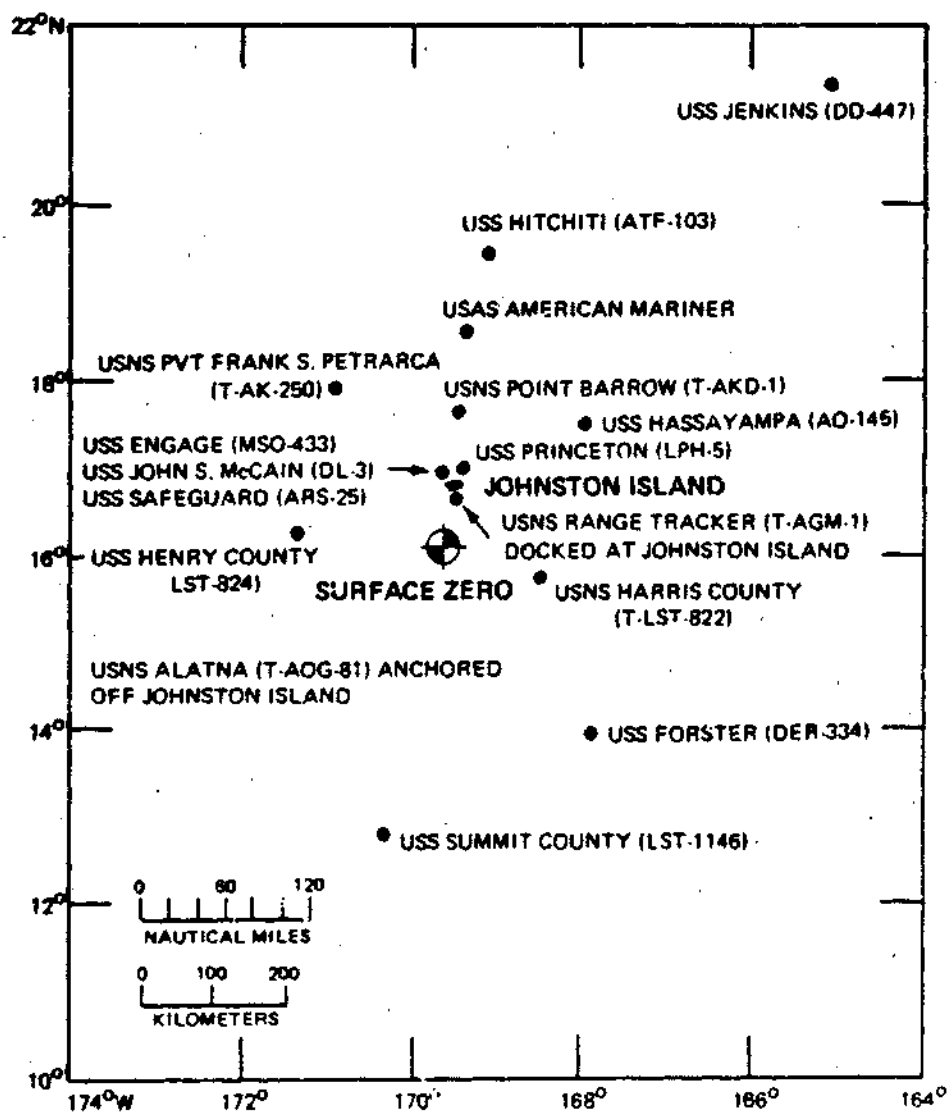 22°N
USS JENKINS (DD-447)
20°
USS HITCHITI (ATF-103)
USAS AMERICAN MARINER
USNS PVT FRANK S. PETRARCA
(T-AK-250)
18°
USNS POINT BARROW (T-AKD-1)
USS HASSAYAMPA (AO-145)
USS ENGAGE (MSO-433)
USS JOHN S. McCAIN (DL-3)
USS SAFEGUARD (ARS-25)
USS PRINCETON (LPH-5)
JOHNSTON ISLAND
USNS RANGE TRACKER (T-AGM-1)
DOCKED AT JOHNSTON ISLAND
16°
USS HENRY COUNTY
LST-824)
SURFACE ZERO
USNS HARRIS COUNTY
(T-LST-822)
USNS ALATNA (T-AOG-81) ANCHORED
OFF JOHNSTON ISLAND
14°
USS FORSTER (DER-334)
USS SUMMIT COUNTY (LST-1146)
12°
0 60 120
NAUTICAL MILES
0 100 200
KILOMETERS
10°
174°W 172° 170° 168° 166° 164°